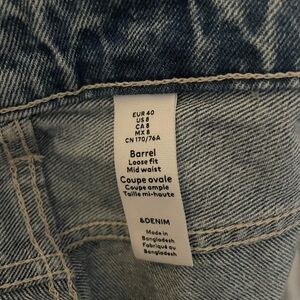 EUR 40
US 8
CA 8
MX 8
CN 170/76A
Barrel
Loose fit
Mid waist
Coupe ovale
Coupe ample
Taille mi-haute
&DENIM
Made in
Bangladesh
Fabriqué au
Bangladesh